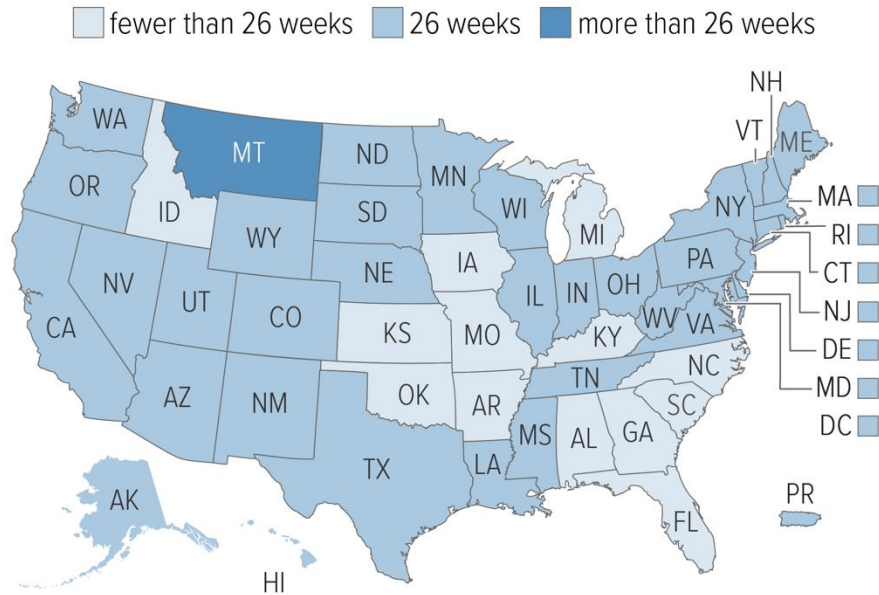 fewer than 26 weeks
26 weeks
more than 26 weeks
NH
VT
WA
MT
ND
MN
ME
OR
ID
SD
WI
NY
MA
WY
MI
RI
IA
PA
CT
NV
NE
IL
IN
OH
NJ
UT
CO
WV
VA
CA
KS
MO
KY
DE
NC
TN
MD
AZ
NM
OK
AR
SC
DC
MS
AL
GA
TX
LA
AK
PR
FL
HI